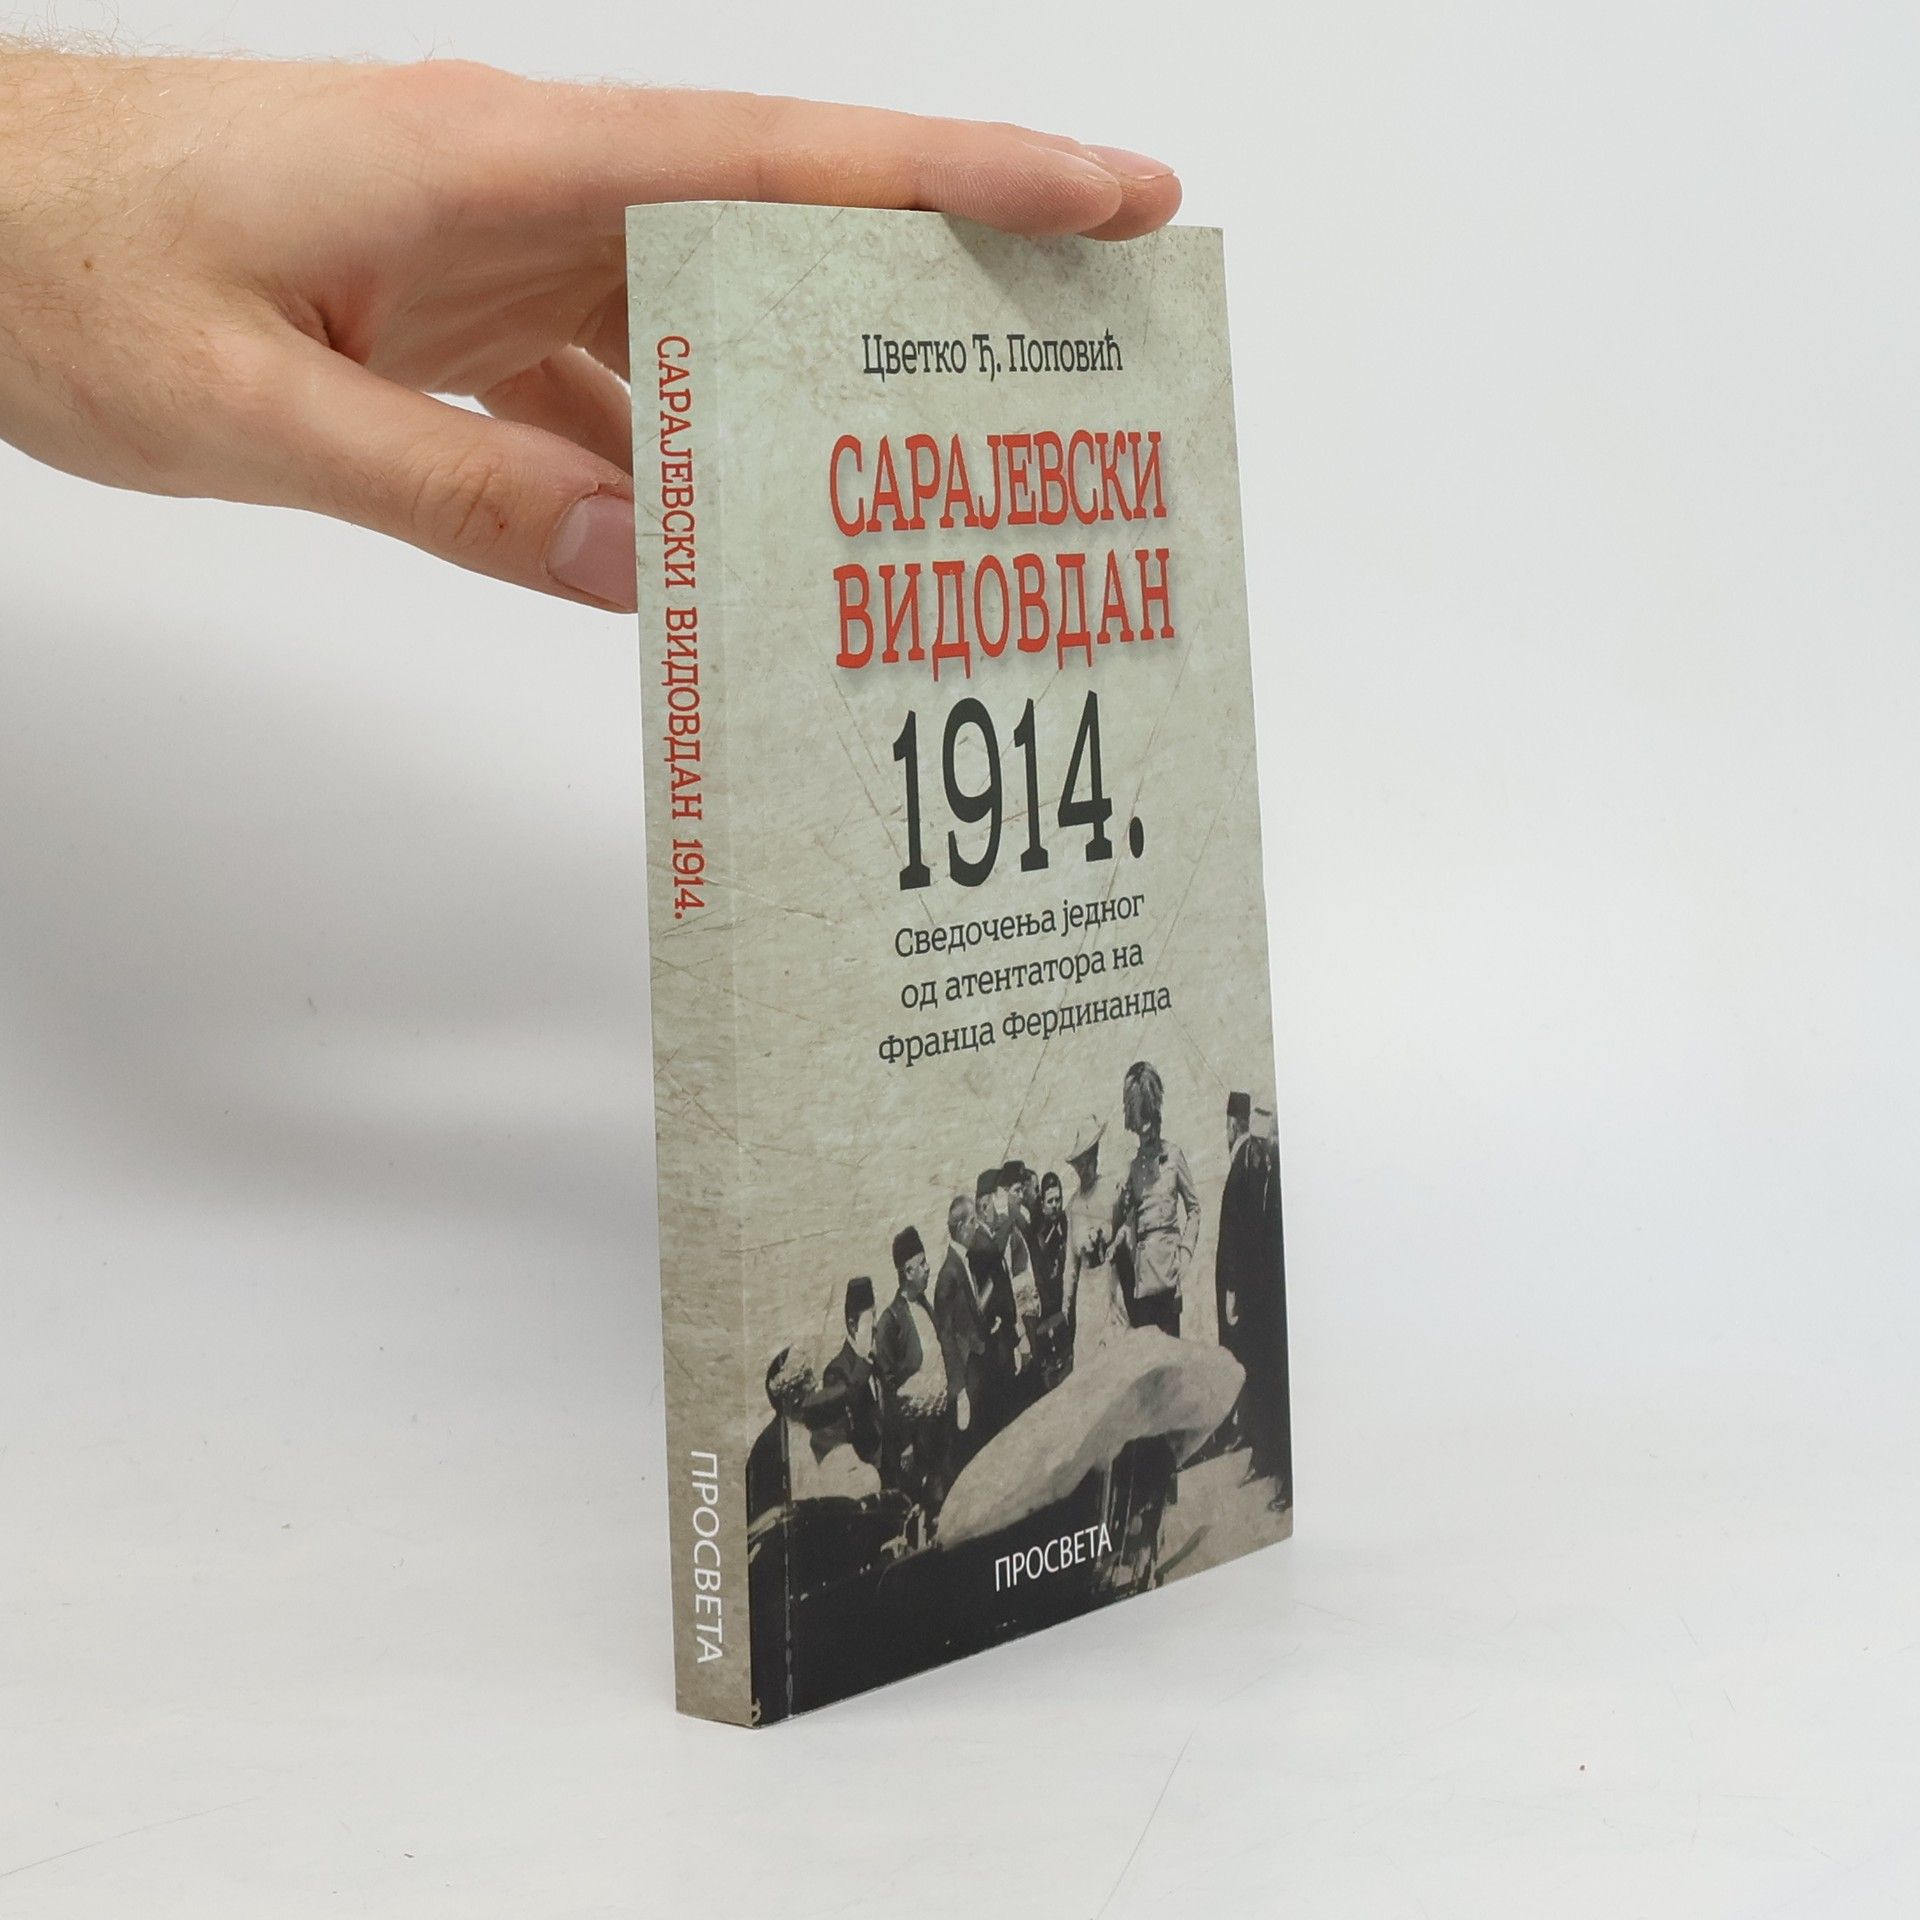 Цветко Ђ. Поповић
САРАЈЕВСКИ
ВИДОВДАН
1914.
Сведочења једног
од атентатора на
Франца Фердинанда
ПРОСВЕТА
САРАЈЕВСКИ ВИДОВДАН 1914.
ПРОСВЕТА